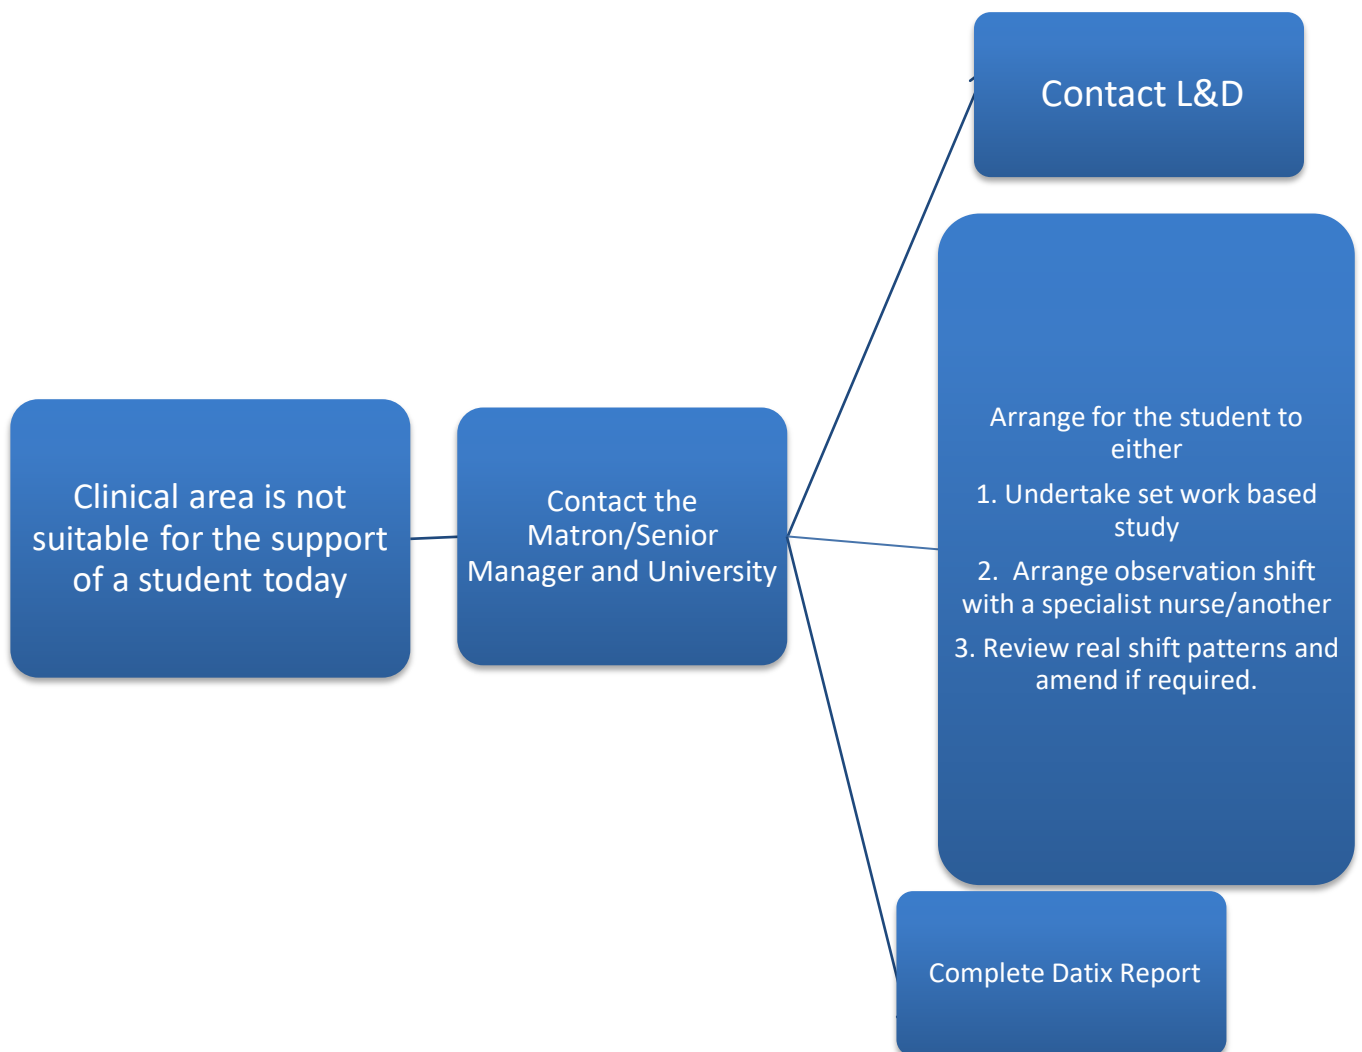 Clinical area is not
suitable for the support
of a student today
Contact the
Matron/Senior
Manager and University
Contact L&D
Arrange for the student to
either
1. Undertake set work based
study
2. Arrange observation shift
with a specialist nurse/another
3. Review real shift patterns and
amend if required.
Complete Datix Report